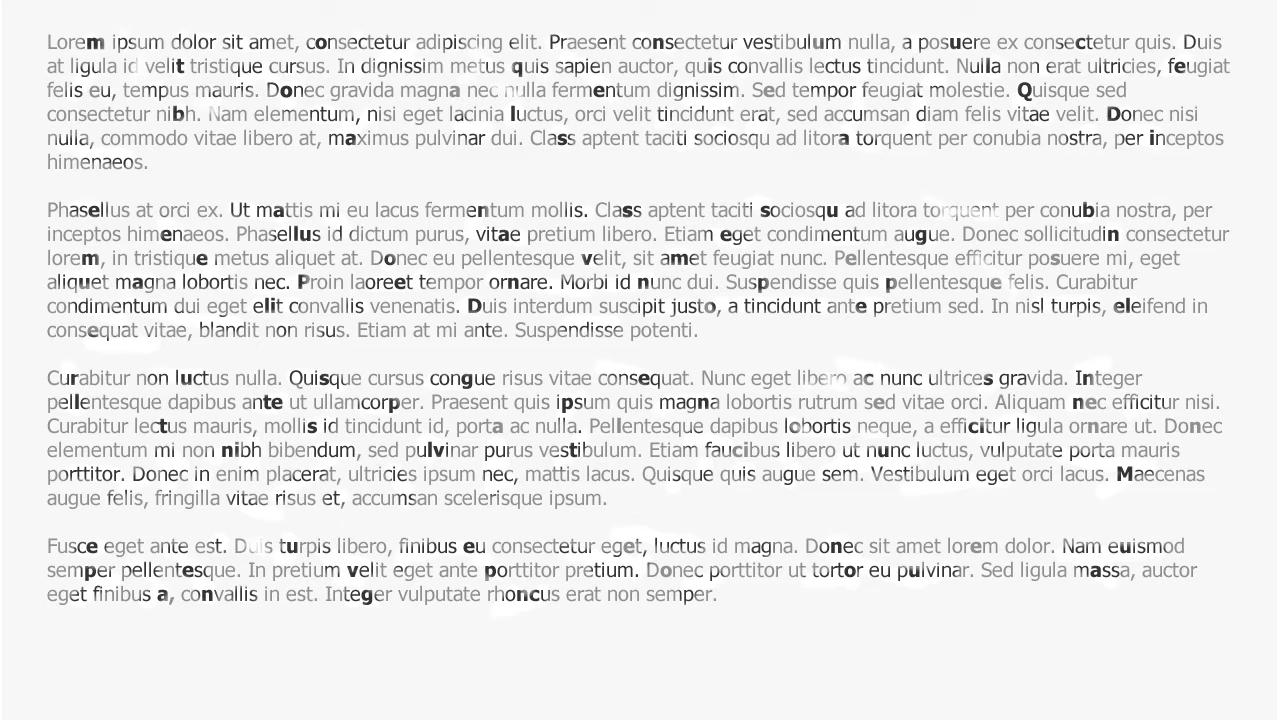 Lorem ipsum dolor sit amet, consectetur adipiscing elit. Praesent consectetur vestibulum nulla, a posuere ex consectetur quis. Duis
at ligula id velit tristique cursus. In dignissim metus quis sapien auctor, quis convallis lectus tincidunt. Nulla non erat ultricies, feugiat
felis eu, tempus mauris. Donec gravida magna nec nulla fermentum dignissim. Sed tempor feugiat molestie. Quisque sed
consectetur nibh. Nam elementum, nisi eget lacinia luctus, orci velit tincidunt erat, sed accumsan diam felis vitae velit. Donec nisi
nulla, commodo vitae libero at, maximus pulvinar dui. Class aptent taciti sociosqu ad litora torquent per conubia nostra, per inceptos
himenaeos.
Phasellus at orci ex. Ut mattis mi eu lacus fermentum mollis. Class aptent taciti sociosqu ad litora torquent per conubia nostra, per
inceptos himenaeos. Phasellus id dictum purus, vitae pretium libero. Etiam eget condimentum augue. Donec sollicitudin consectetur
lorem, in tristique metus aliquet at. Donec eu pellentesque velit, sit amet feugiat nunc. Pellentesque efficitur posuere mi, eget
aliquet magna lobortis nec. Proin laoreet tempor ornare. Morbi id nunc dui. Suspendisse quis pellentesque felis. Curabitur
condimentum dui eget elit convallis venenatis. Duis interdum suscipit justo, a tincidunt ante pretium sed. In nisl turpis, eleifend in
consequat vitae, blandit non risus. Etiam at mi ante. Suspendisse potenti.
Curabitur non luctus nulla. Quisque cursus congue risus vitae consequat. Nunc eget libero ac nunc ultrices gravida. Integer
pellentesque dapibus ante ut ullamcorper. Praesent quis ipsum quis magna lobortis rutrum sed vitae orci. Aliquam nec efficitur nisi.
Curabitur lectus mauris, mollis id tincidunt id, porta ac nulla. Pellentesque dapibus lobortis neque, a efficitur ligula ornare ut. Donec
elementum mi non nibh bibendum, sed pulvinar purus vestibulum. Etiam faucibus libero ut nunc luctus, vulputate porta mauris
porttitor. Donec in enim placerat, ultricies ipsum nec, mattis lacus. Quisque quis augue sem. Vestibulum eget orci lacus. Maecenas
augue felis, fringilla vitae risus et, accumsan scelerisque ipsum.
Fusce eget ante est. Duis turpis libero, finibus eu consectetur eget, luctus id magna. Donec sit amet lorem dolor. Nam euismod
semper pellentesque. In pretium velit eget ante porttitor pretium. Donec porttitor ut tortor eu pulvinar. Sed ligula massa, auctor
eget finibus a, convallis in est. Integer vulputate rhoncus erat non semper.